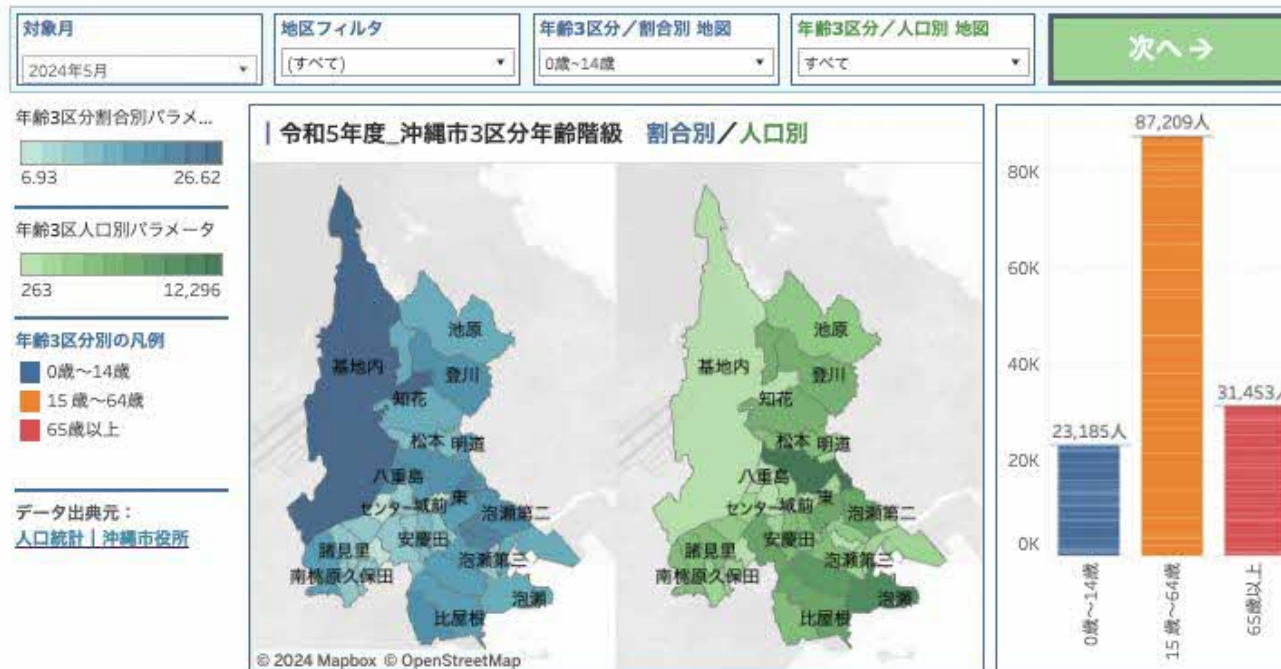 対象月
2024年5月
地区フィルタ
(すべて)
年齢3区分／割合別 地図
0歳~14歳
年齢3区分／人口別 地図
すべて
次へ→
年齢3区分割合別パラメ...
6.93 26.62
年齢3区人口別パラメータ
263 12,296
年齢3区分別の凡例
0歳～14歳
15 歳～64歳
65歳以上
データ出典元：
人口統計 | 沖縄市役所
令和5年度_沖縄市3区分年齢階級 割合別／人口別
池原
基地内
登川
知花
松本 明道
八重島
センター 城前 東
泡瀬第二
諸見里 安慶田
泡瀬第三
南桃原久保田
泡瀬
比屋根
池原
基地内
登川
知花
松本 明道
八重島
センター 城前 東
泡瀬第二
諸見里 安慶田
泡瀬第三
南桃原久保田
泡瀬
比屋根
© 2024 Mapbox © OpenStreetMap
80K
60K
40K
20K
0K
23,185人
87,209人
31,453人
0歳～14歳
15 歳～64歳
65歳以上